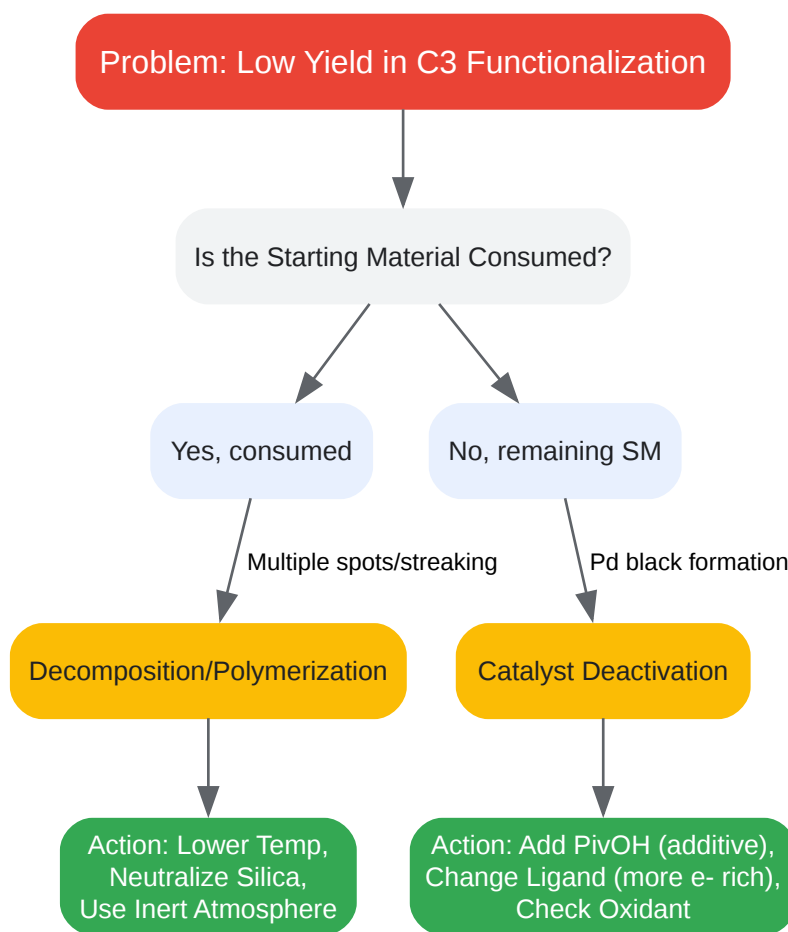 Problem: Low Yield in C3 Functionalization
Is the Starting Material Consumed?
Yes, consumed
No, remaining SM
Multiple spots/streaking
Pd black formation
Decomposition/Polymerization
Catalyst Deactivation
Action: Lower Temp,
Neutralize Silica,
Use Inert Atmosphere
Action: Add PivOH (additive),
Change Ligand (more e- rich),
Check Oxidant